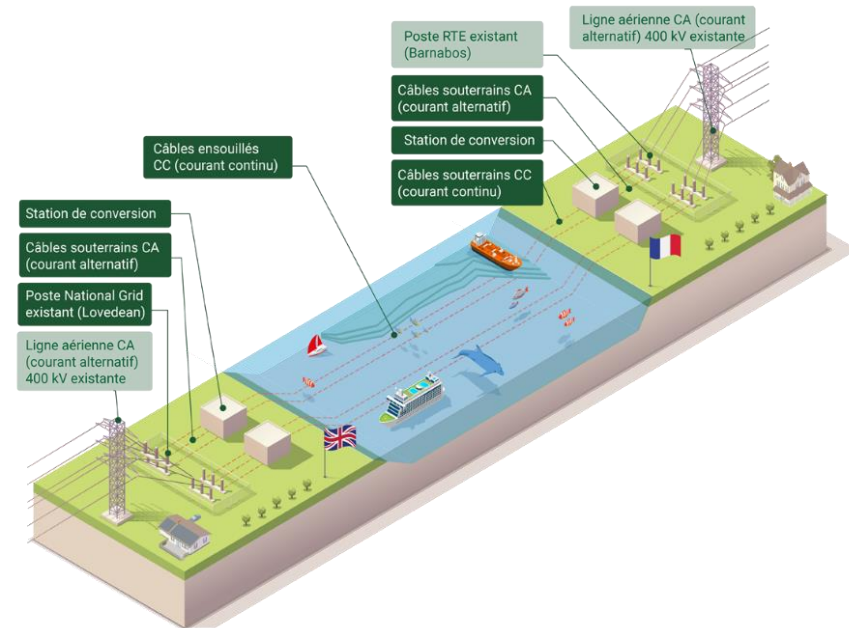 Poste RTE existant
(Barnabos)
Ligne aérienne CA (courant
alternatif) 400 kV existante
Câbles souterrains CA
(courant alternatif)
Station de conversion
Câbles souterrains CC
(courant continu)
Câbles ensouillés
CC (courant continu)
Station de conversion
Câbles souterrains CA
(courant alternatif)
Poste National Grid
existant (Lovedean)
Ligne aérienne CA
(courant alternatif)
400 kV existante